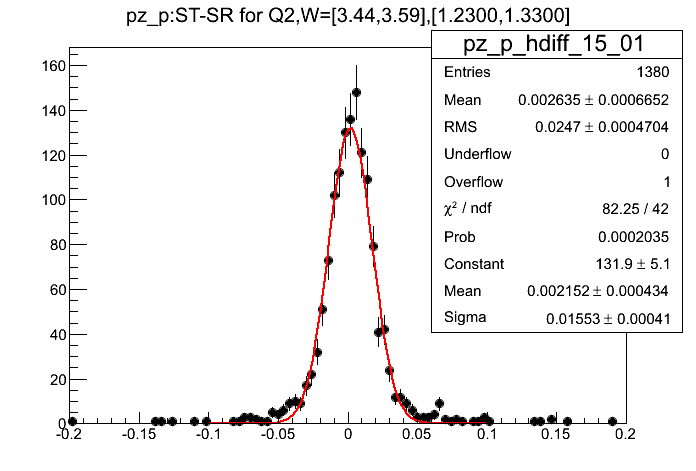 pz_p:ST-SR for Q2,W=[3.44,3.59],[1.2300,1.3300]
pz_p_hdiff_15_01
Entries 1380
Mean 0.002635 ± 0.0006652
RMS 0.0247 ± 0.0004704
Underflow 0
Overflow 1
χ² / ndf 82.25 / 42
Prob 0.0002035
Constant 131.9 ± 5.1
Mean 0.002152 ± 0.000434
Sigma 0.01553 ± 0.00041
160
140
120
100
80
60
40
20
0
-0.2 -0.15 -0.1 -0.05 0 0.05 0.1 0.15 0.2